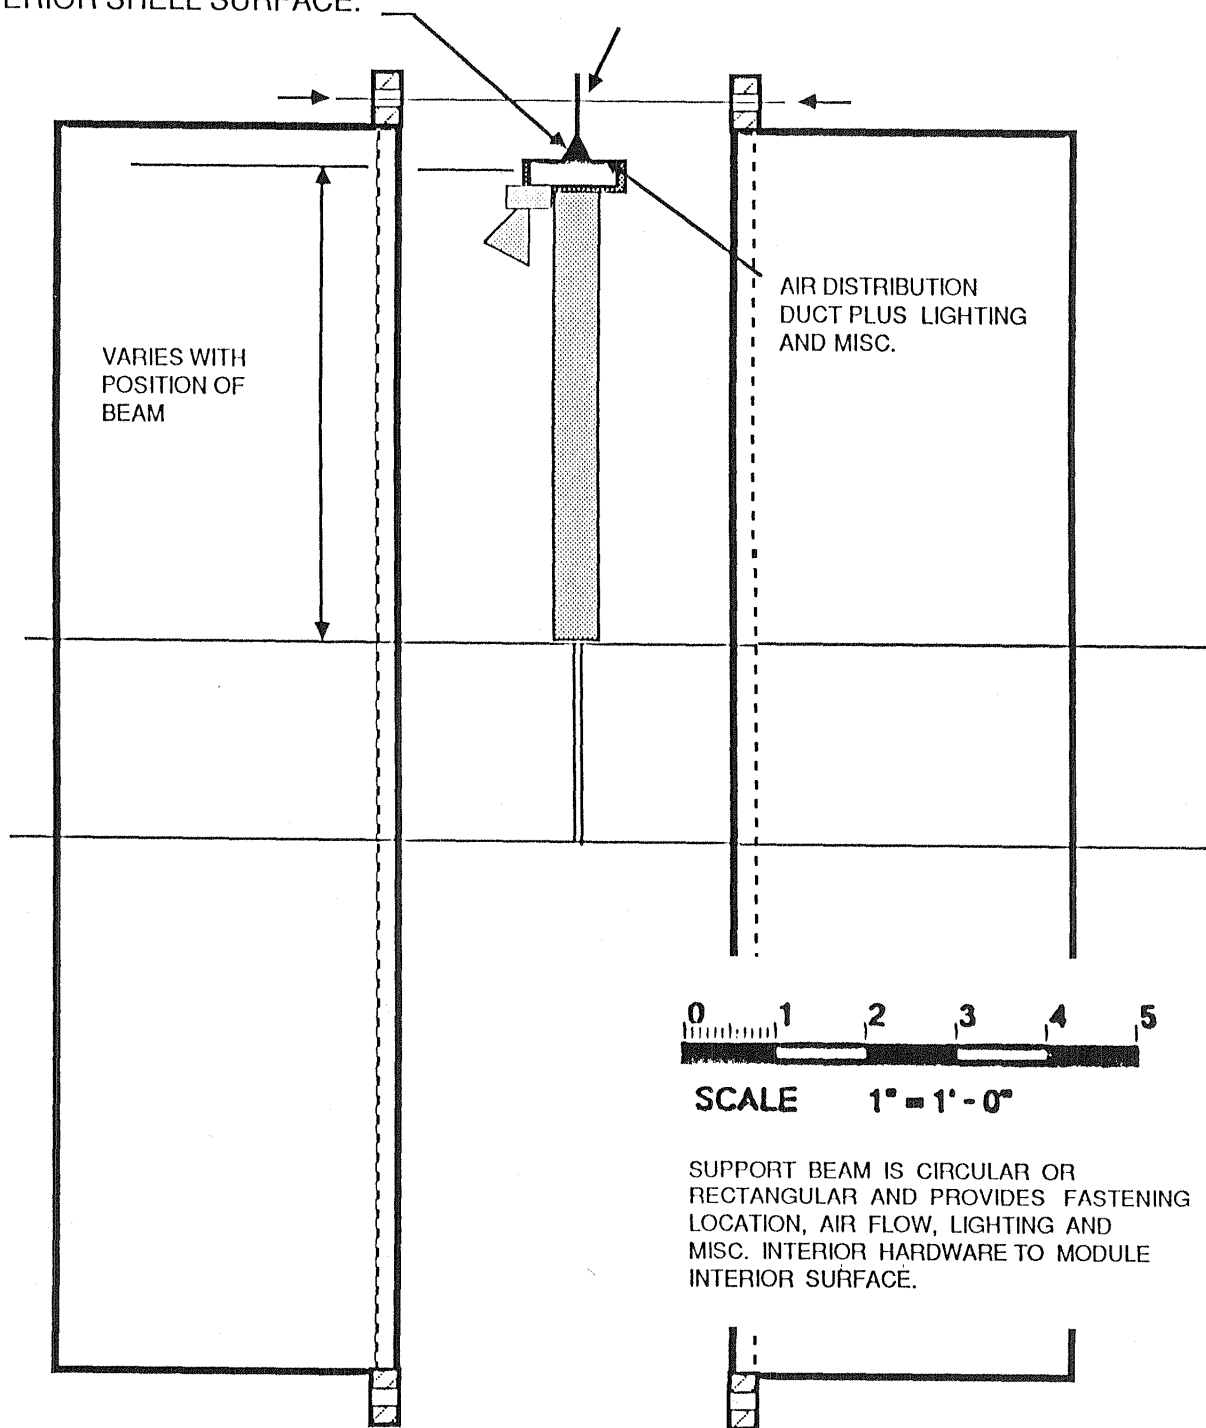 INTERIOR SHELL SURFACE.
AIR DISTRIBUTION
DUCT PLUS LIGHTING
AND MISC.
VARIES WITH
POSITION OF
BEAM
0 1 2 3 4 5
SCALE 1" = 1' - 0"
SUPPORT BEAM IS CIRCULAR OR
RECTANGULAR AND PROVIDES FASTENING
LOCATION, AIR FLOW, LIGHTING AND
MISC. INTERIOR HARDWARE TO MODULE
INTERIOR SURFACE.